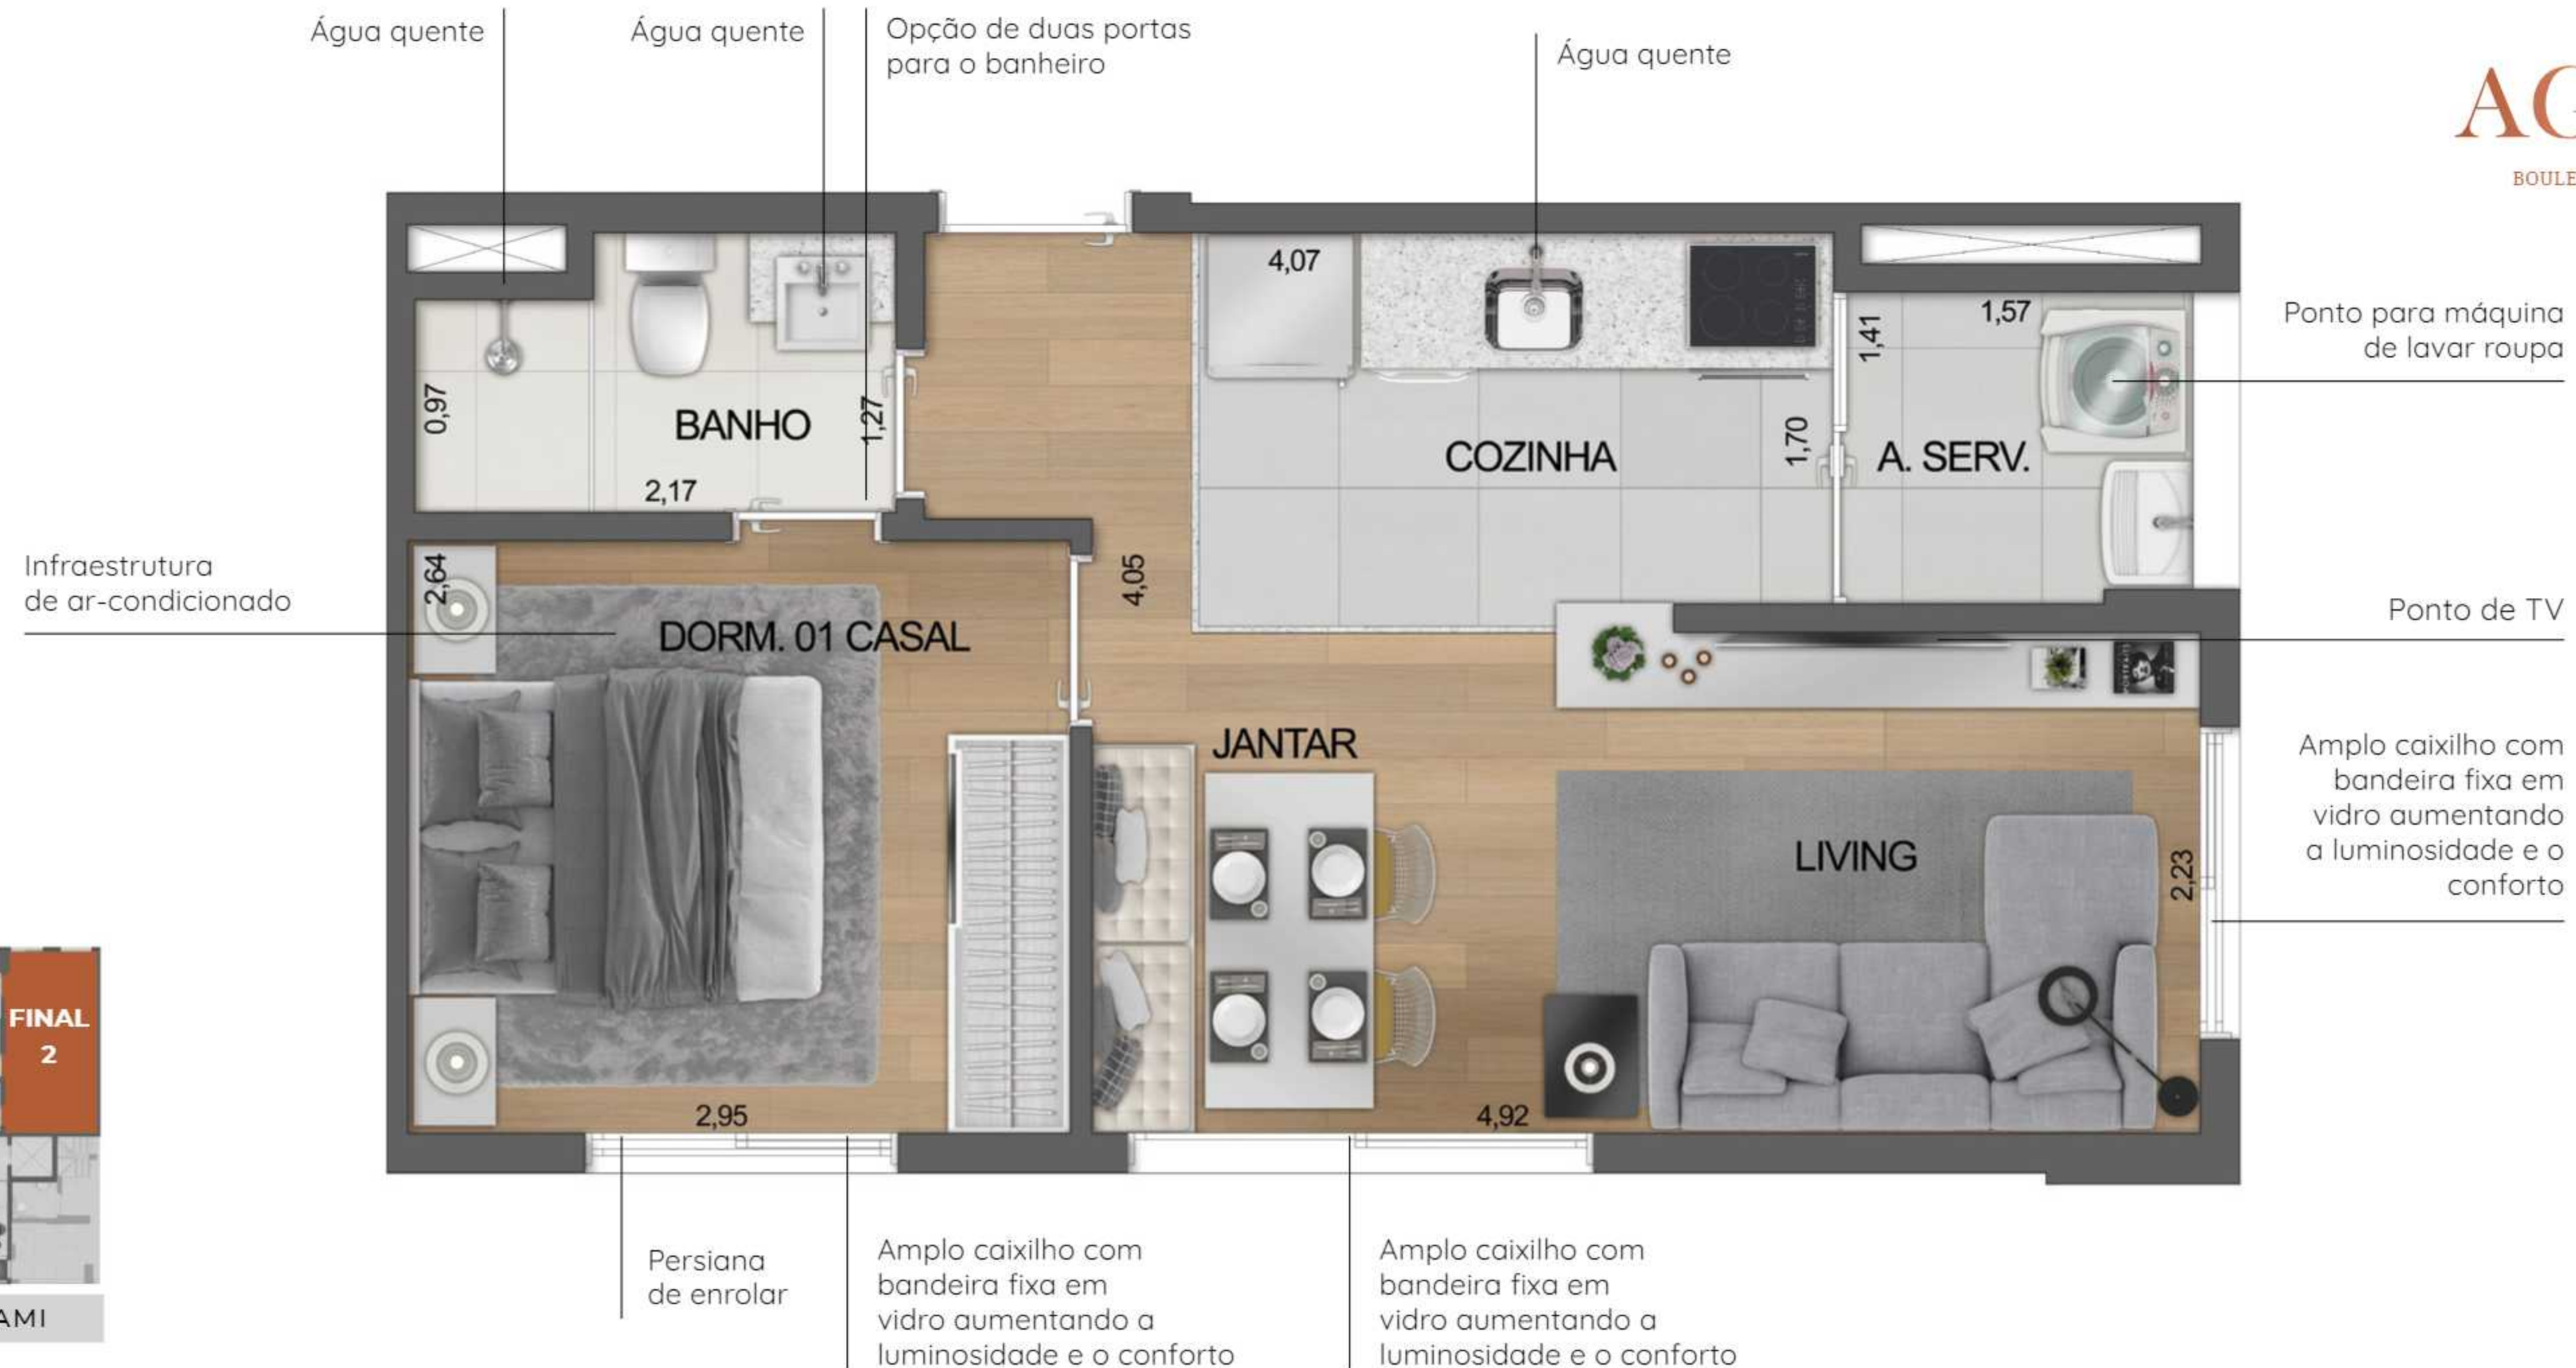 Água quente
Água quente
Opção de duas portas
para o banheiro
Água quente
BOULE
4,07
1,57
1,41
Ponto para máquina
de lavar roupa
0,97
BANHO
1,27
2,17
COZINHA
1,70
A. SERV.
Infraestrutura
de ar-condicionado
2,64
DORM. 01 CASAL
4,05
Ponto de TV
JANTAR
Amplo caixilho com
bandeira fixa em
vidro aumentando
a luminosidade e o
conforto
LIVING
2,23
2,95
4,92
FINAL
2
AMI
Persiana
de enrolar
Amplo caixilho com
bandeira fixa em
vidro aumentando a
luminosidade e o conforto
Amplo caixilho com
bandeira fixa em
vidro aumentando a
luminosidade e o conforto